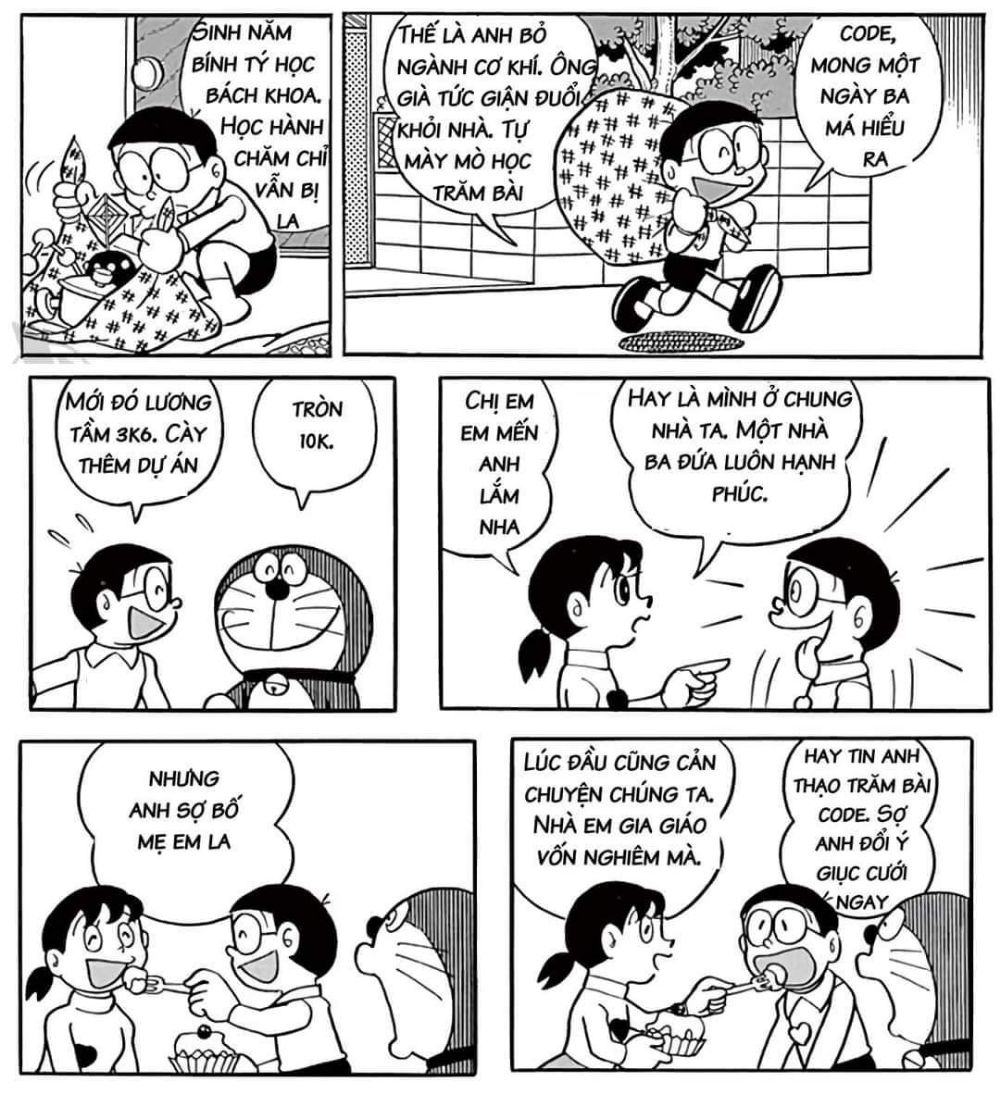 Sinh năm
bính tý học
bách khoa.
Học hành
chăm chỉ
vẫn bị
la
Thế là anh bỏ
ngành cơ khí. Ông
già tức giận đuổi
khỏi nhà. Tự
mày mò học
trăm bài
code,
mong một
ngày ba
má hiểu
ra
Mới đó lương
tầm 3k6. Cày
thêm dự án
tròn
10k.
Chị em
em mến
anh
lắm
nha
Hay là mình ở chung
nhà ta. Một nhà
ba đứa luôn hạnh
phúc.
nhưng
anh sợ bố
mẹ em la
Lúc đầu cũng cản
chuyện chúng ta.
Nhà em gia giáo
vốn nghiêm mà.
hay tin anh
thạo trăm bài
code. Sợ
anh đổi ý
giục cưới
ngay